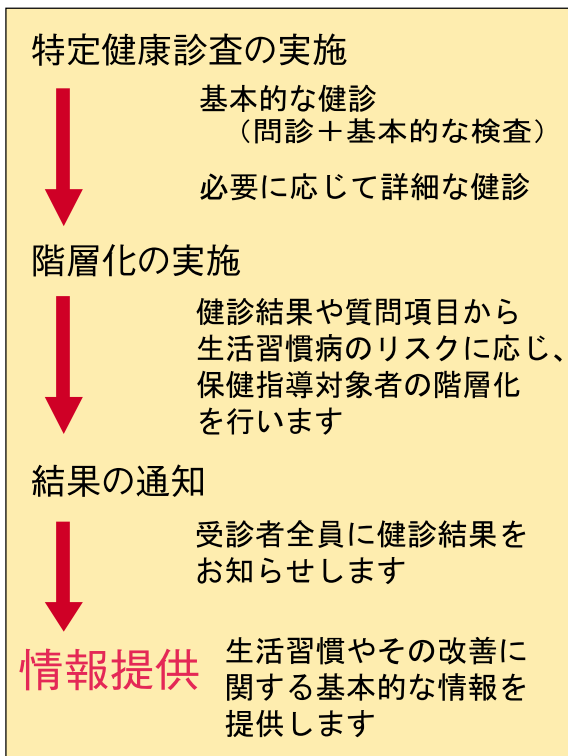 特定健康診査の実施
基本的な健診
（問診＋基本的な検査）
必要に応じて詳細な健診
階層化の実施
健診結果や質問項目から
生活習慣病のリスクに応じ、
保健指導対象者の階層化
を行います
結果の通知
受診者全員に健診結果を
お知らせします
情報提供
生活習慣やその改善に
関する基本的な情報を
提供します